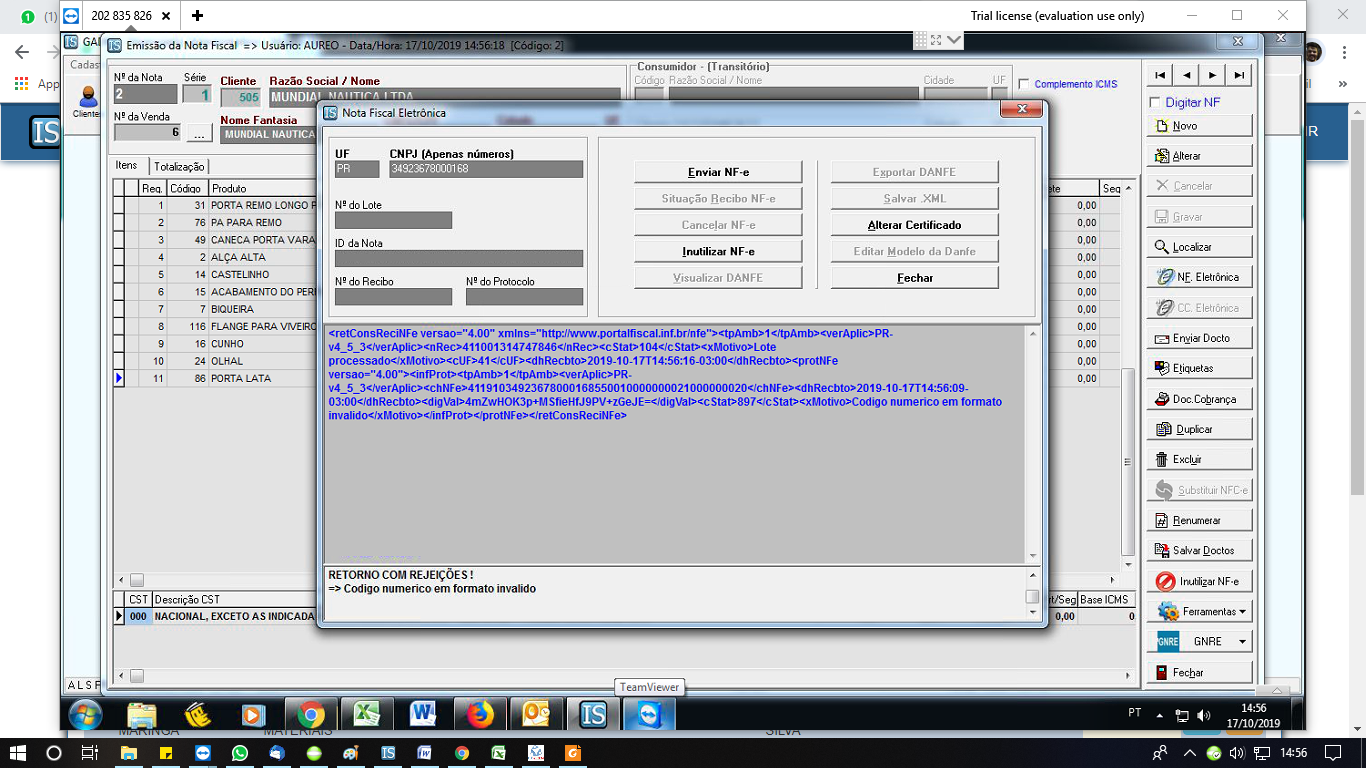 (1)
202 835 826
Trial license (evaluation use only)
App
GA
Emissão da Nota Fiscal => Usuário: AUREO - Data/Hora: 17/10/2019 14:56:18 [Código: 2]
Cadast
Cliente
Nº da Nota
Série
Cliente
Razão Social / Nome
2
1
505
MUNDIAL NAUTICA LTDA
Nº da Venda
Nome Fantasia
6
...
MUNDIAL NAUTICA
Consumidor - (Transitório)
Código
Razão Social / Nome
Cidade
UF
Complemento ICMS
Itens
Totalização
Reg.
Código
Produto
Seg
1 31 PORTA REMO LONGO P 0,00
2 76 PA PARA REMO 0,00
3 49 CANECA PORTA VARA 0,00
4 2 ALÇA ALTA 0,00
5 14 CASTELINHO 0,00
6 15 ACABAMENTO DO PER 0,00
7 7 BIQUEIRA 0,00
8 116 FLANGE PARA VIVEIRO 0,00
9 16 CUNHO 0,00
10 24 OLHAL 0,00
11 86 PORTA LATA 0,00
CST
Descrição CST
it/Seg
Base ICMS
000
NACIONAL, EXCETO AS INDICADA
0,00
0
Nota Fiscal Eletrônica
UF
CNPJ (Apenas números)
PR
34923678000168
Nº do Lote
ID da Nota
Nº do Recibo
Nº do Protocolo
Enviar NF-e
Exportar DANFE
Situação Recibo NF-e
Salvar .XML
Cancelar NF-e
Alterar Certificado
Inutilizar NF-e
Editar Modelo da Danfe
Visualizar DANFE
Fechar
<retConsReciNFe versao="4.00" xmlns="http://www.portalfiscal.inf.br/nfe"><tpAmb>1</tpAmb><verAplic>PR-
v4_5_3</verAplic><nRec>411001314747846</nRec><cStat>104</cStat><xMotivo>Lote
processado</xMotivo><cUF>41</cUF><dhRecbto>2019-10-17T14:56:16-03:00</dhRecbto><protNFe
versao="4.00"><infProt><tpAmb>1</tpAmb><verAplic>PR-
v4_5_3</verAplic><chNFe>41191034923678000168550010000000021000000020</chNFe><dhRecbto>2019-10-17T14:56:09-
03:00</dhRecbto><digVal>4mZwHOK3p+MSfieHfJ9PV+zGeJE=</digVal><cStat>897</cStat><xMotivo>Codigo numerico em formato
invalido</xMotivo></infProt></protNFe></retConsReciNFe>
RETORNO COM REJEIÇÕES !
=> Codigo numerico em formato invalido
Digitar NF
Novo
Alterar
Cancelar
Gravar
Localizar
NF. Eletrônica
CC. Eletrônica
Enviar Docto
Etiquetas
Doc.Cobrança
Duplicar
Excluir
Substituir NFC-e
Renumerar
Salvar Doctos
Inutilizar NF-e
Ferramentas
GNRE
GNRE
Fechar
IS
A L S F
TeamViewer
PT
14:56
17/10/2019
MARINGA
MATERIAIS
SILVA
14:56